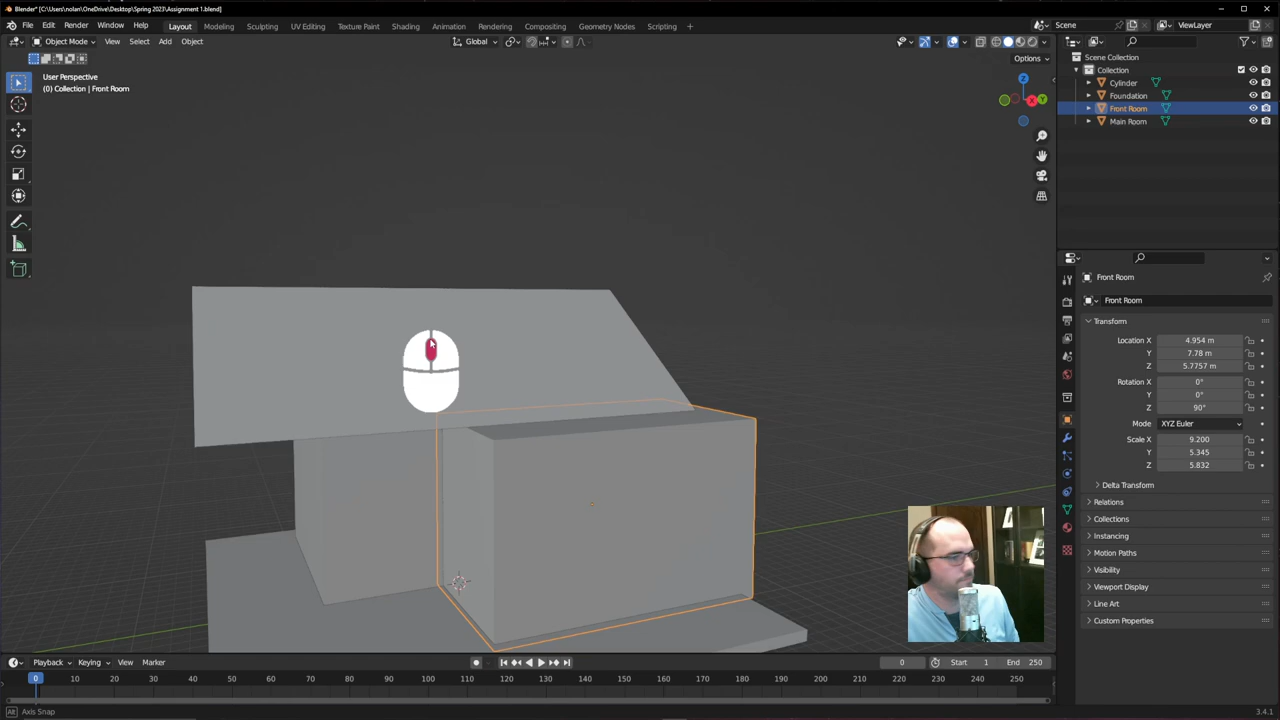 Blender* [C:\Users\nolan\OneDrive\Desktop\Spring 2023\Assignment 1.blend]
File Edit Render Window Help Layout Modeling Sculpting UV Editing Texture Paint Shading Animation Rendering Compositing Geometry Nodes Scripting + Scene ViewLayer
Object Mode View Select Add Object Global
Options
User Perspective
(0) Collection | Front Room
Z
X
Y
Scene Collection
Collection
Cylinder
Foundation
Front Room
Main Room
Front Room
Front Room
Transform
Location X 4.954 m
Y 7.78 m
Z 5.7757 m
Rotation X 0°
Y 0°
Z 90°
Mode XYZ Euler
Scale X 9.200
Y 5.345
Z 5.832
Delta Transform
Relations
Collections
Instancing
Motion Paths
Visibility
Viewport Display
Line Art
Custom Properties
Playback Keying View Marker 0 Start 1 End 250
0 10 20 30 40 50 60 70 80 90 100 110 120 130 140 150 160 170 180 190 200 210 220 230 240 250
Alt Axis Snap 3.4.1